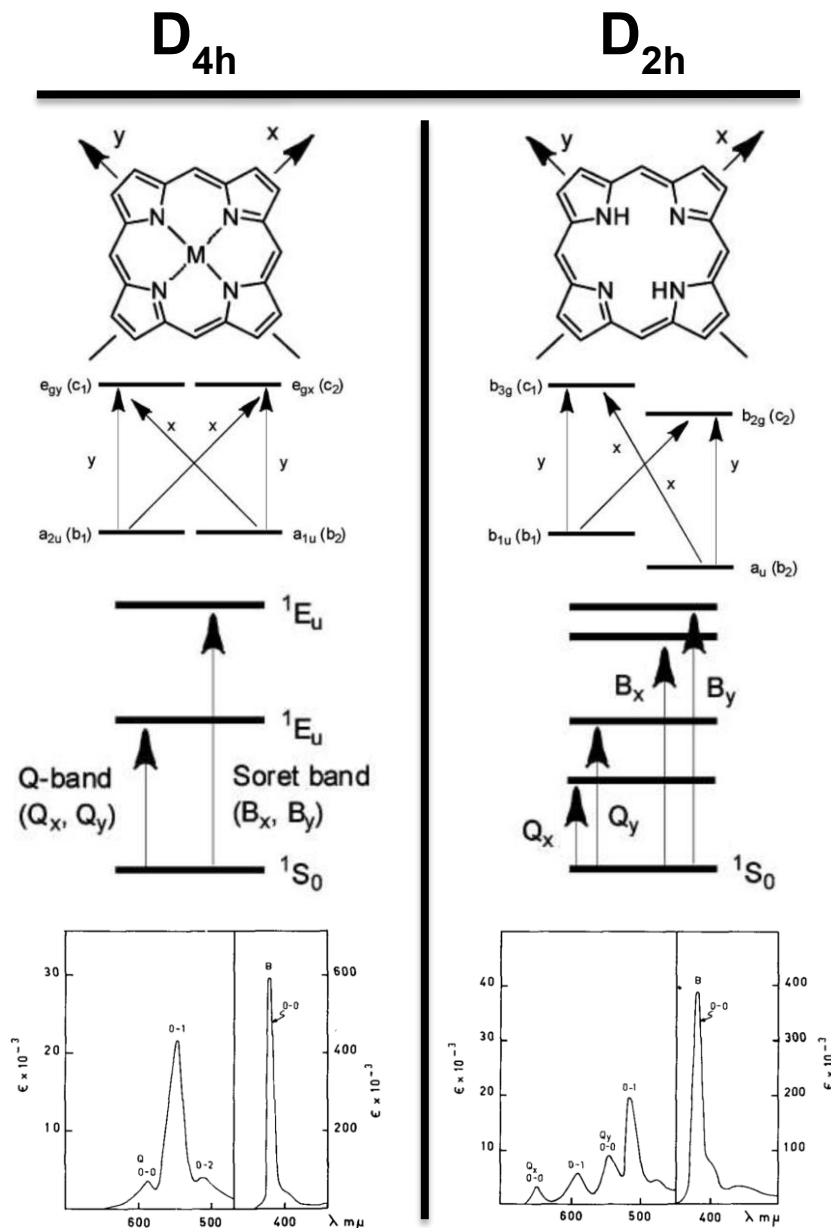 D4h
D2h
y
x
N
N
M
N
N
y
x
NH
N
N
HN
egy (c1)
egx (c2)
x
x
y
y
a2u (b1)
a1u (b2)
b3g (c1)
b2g (c2)
x
y
x
y
b1u (b1)
au (b2)
1Eu
1Eu
Q-band
(Qx, Qy)
Soret band
(Bx, By)
1S0
Bx
By
Qx
Qy
1S0
30
20
10
ϵ × 10⁻³
B
0-0
0-1
Q
0-0
0-2
600
400
200
ϵ × 10⁻³
600
500
400
λ mμ
40
30
20
10
ϵ × 10⁻³
B
0-0
0-1
Qy
0-0
0-1
Qx
0-0
400
300
200
100
ϵ × 10⁻³
600
500
400
λ mμ